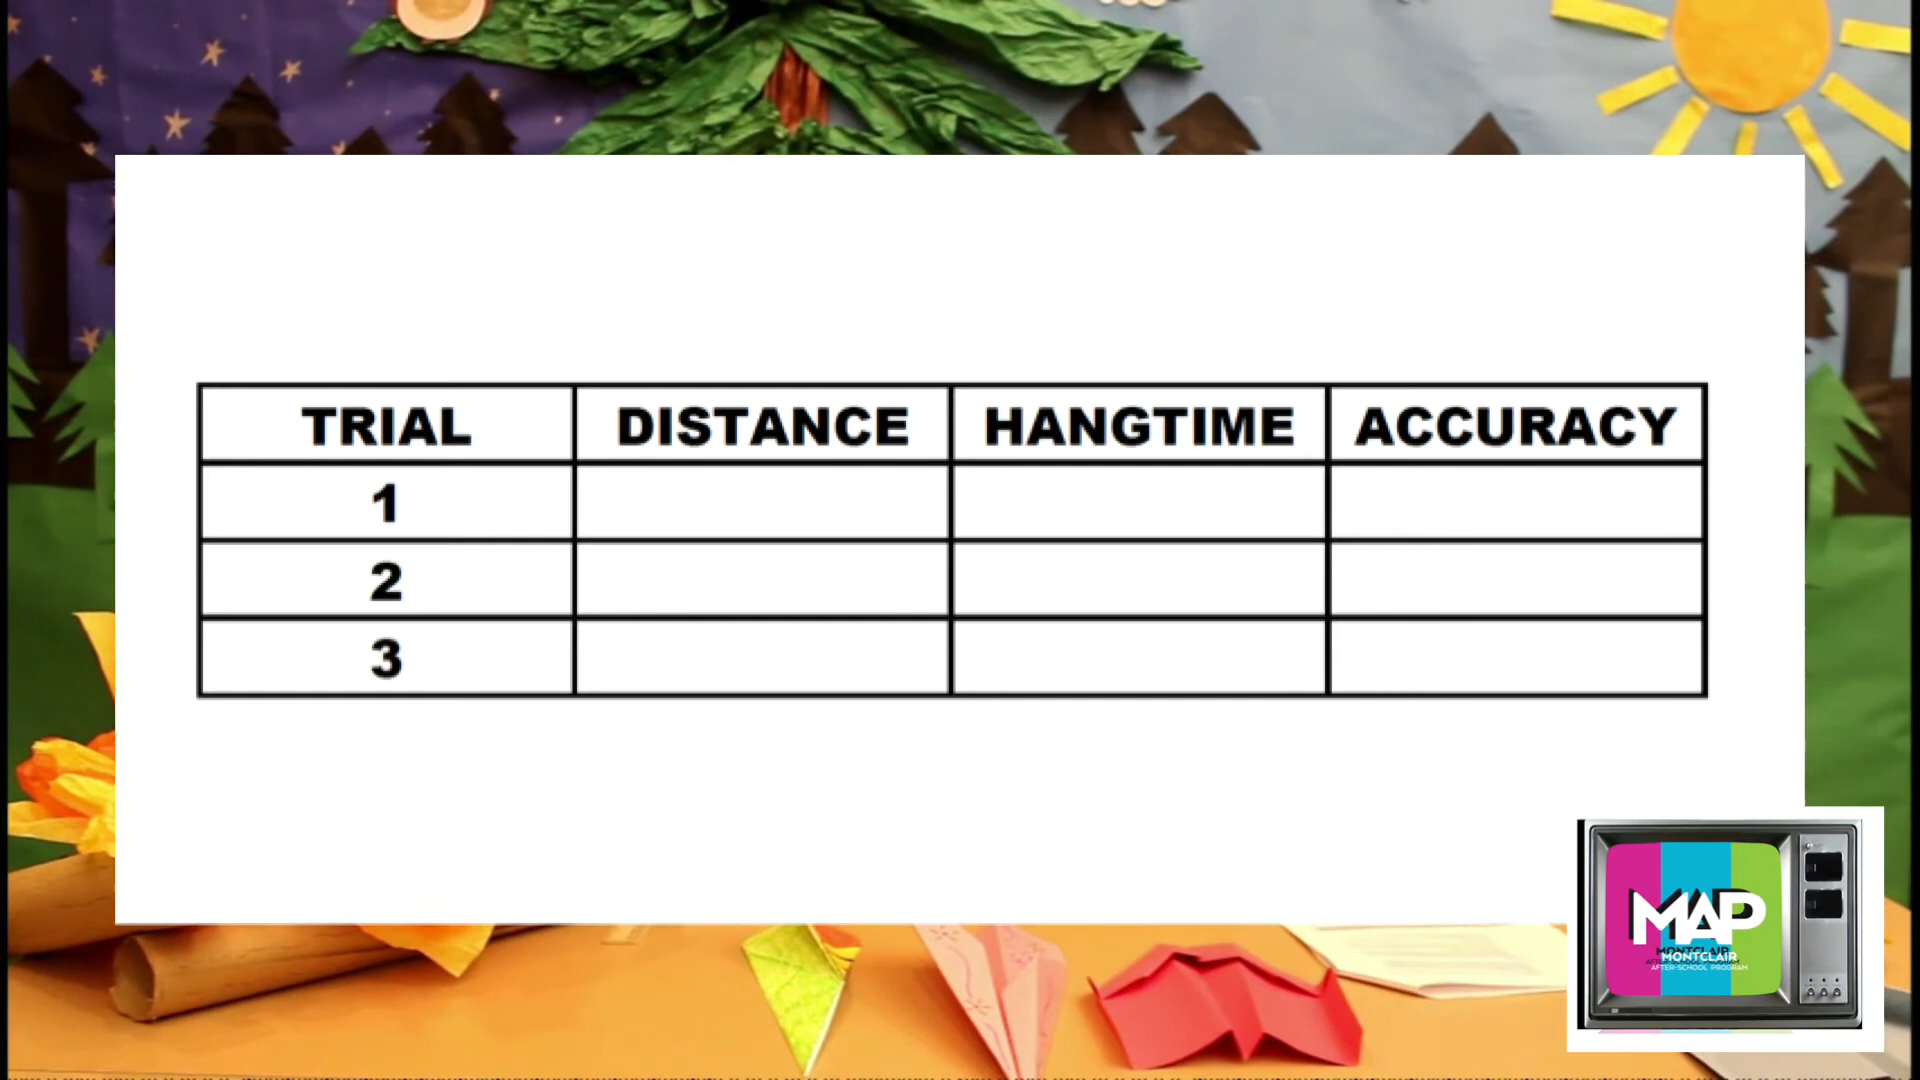 TRIAL DISTANCE HANGTIME ACCURACY
1
2
3
MAP
MONTCLAIR
AFTER-SCHOOL PROGRAM